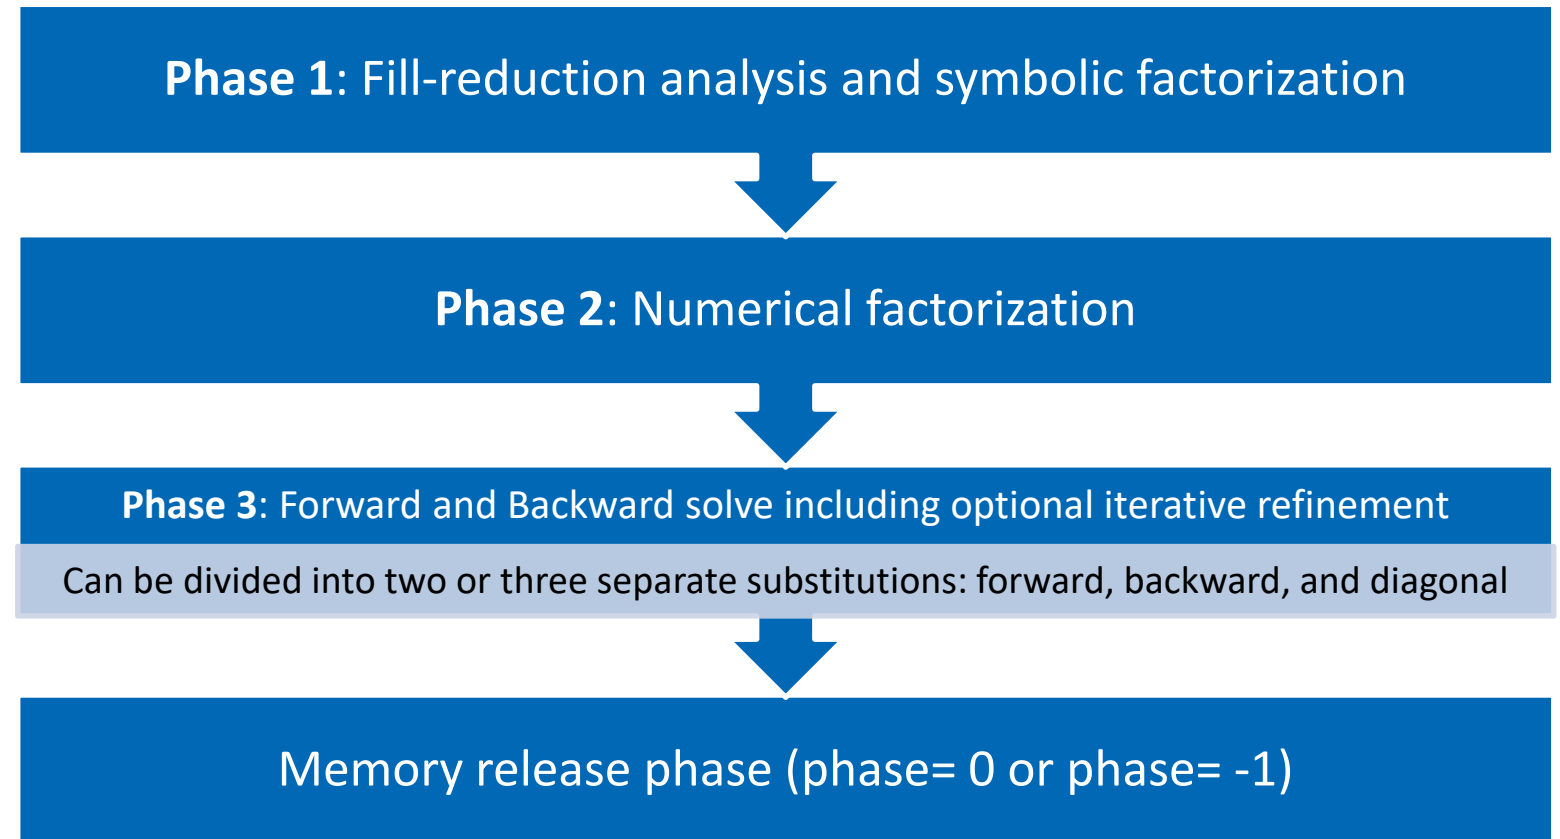 Phase 1: Fill-reduction analysis and symbolic factorization
Phase 2: Numerical factorization
Phase 3: Forward and Backward solve including optional iterative refinement
Can be divided into two or three separate substitutions: forward, backward, and diagonal
Memory release phase (phase= 0 or phase= -1)